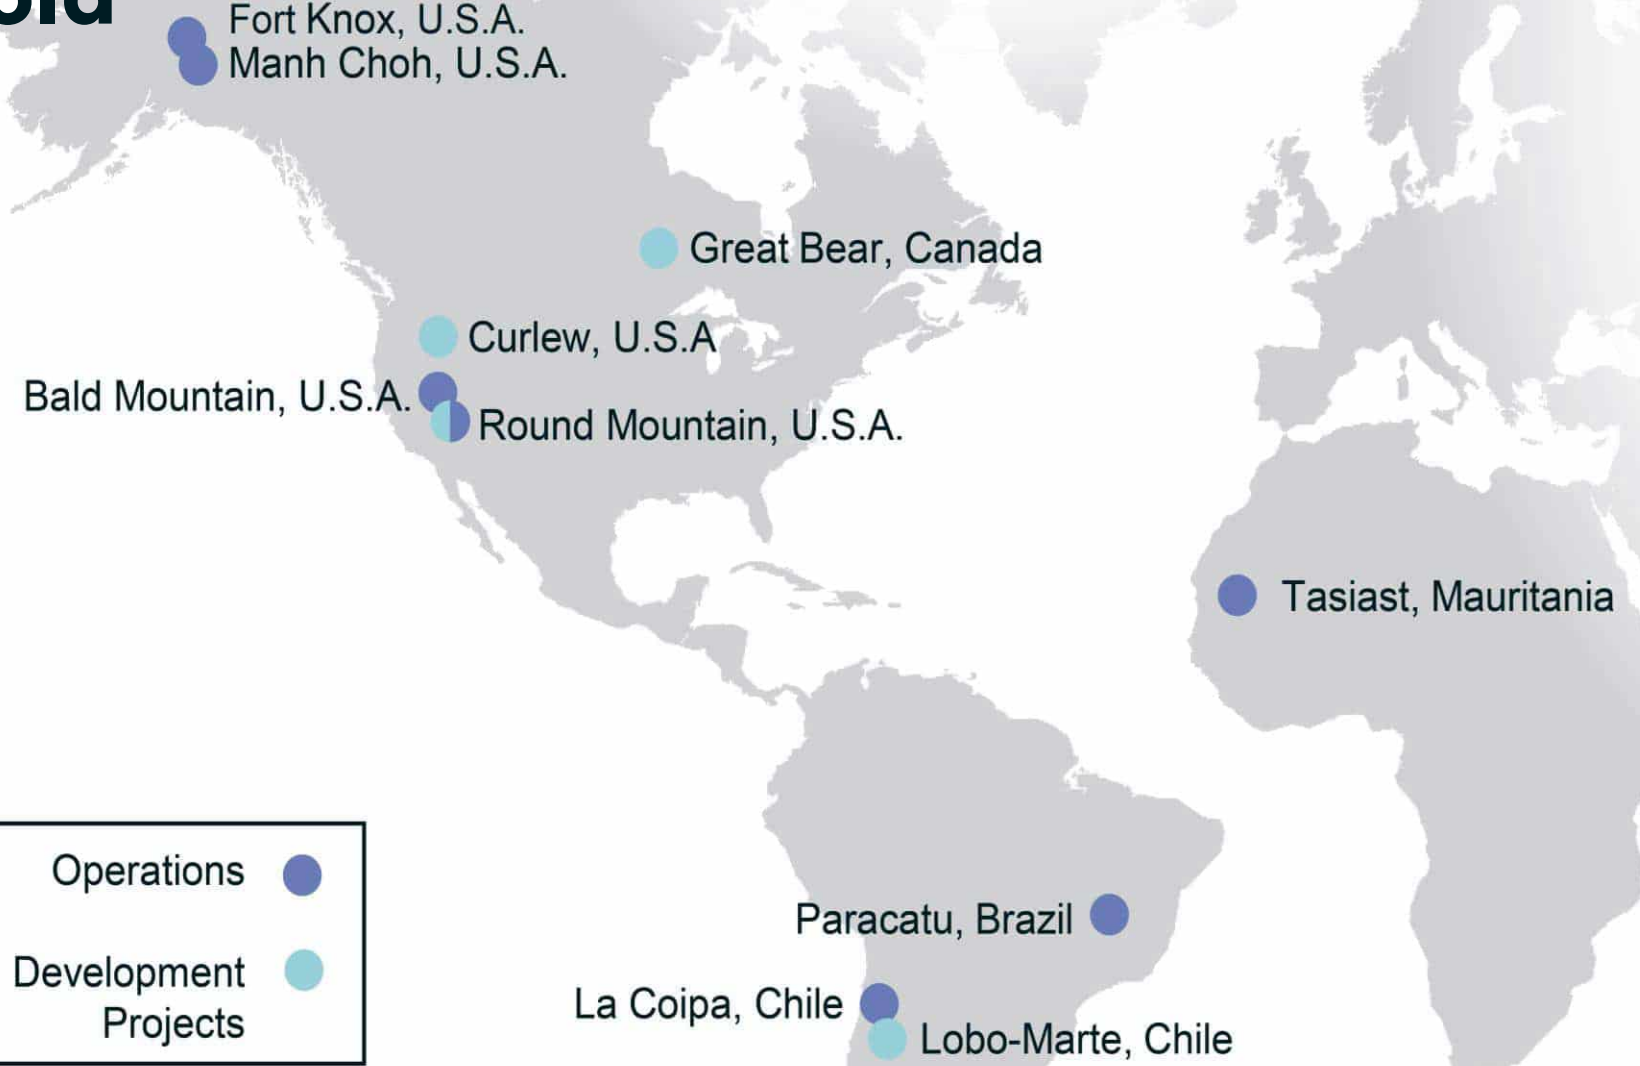 Fort Knox, U.S.A.
Manh Choh, U.S.A.
Great Bear, Canada
Curlew, U.S.A
Bald Mountain, U.S.A.
Round Mountain, U.S.A.
Tasiast, Mauritania
Operations
Development
Projects
Paracatu, Brazil
La Coipa, Chile
Lobo-Marte, Chile